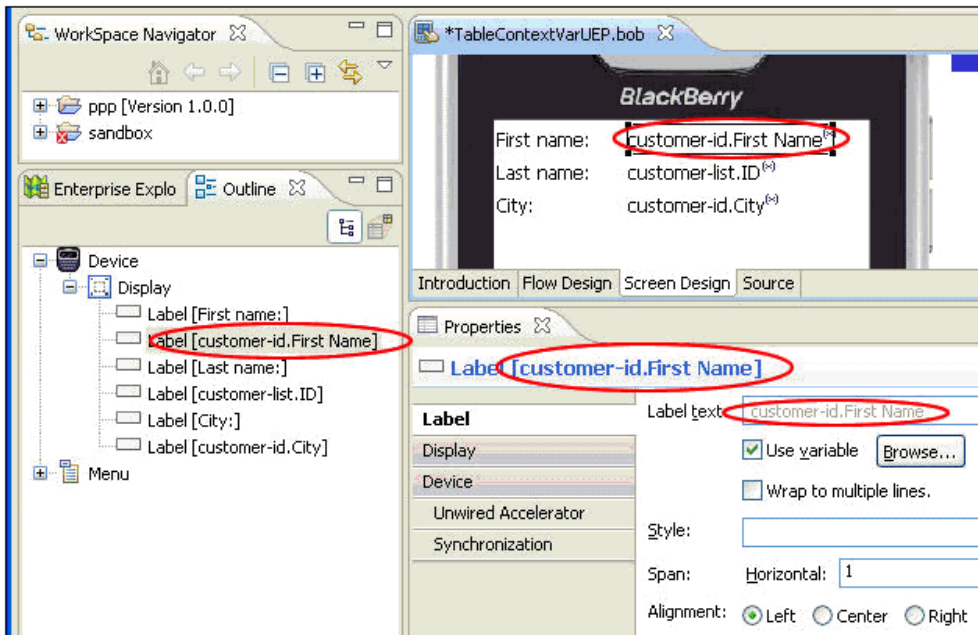 WorkSpace Navigator
ppp [Version 1.0.0]
sandbox
Enterprise Explo
Outline
Device
Display
Label [First name:]
Label [customer-id.First Name]
Label [Last name:]
Label [customer-list.ID]
Label [City:]
Label [customer-id.City]
Menu
*TableContextVarUEP.bob
BlackBerry
First name: customer-id.First Name(x)
Last name: customer-list.ID(x)
City: customer-id.City(x)
Introduction Flow Design Screen Design Source
Properties
Label [customer-id.First Name]
Label
Display
Device
Unwired Accelerator
Synchronization
Label text: customer-id.First Name
Use variable Browse...
Wrap to multiple lines.
Style:
Span: Horizontal: 1
Alignment: Left Center Right